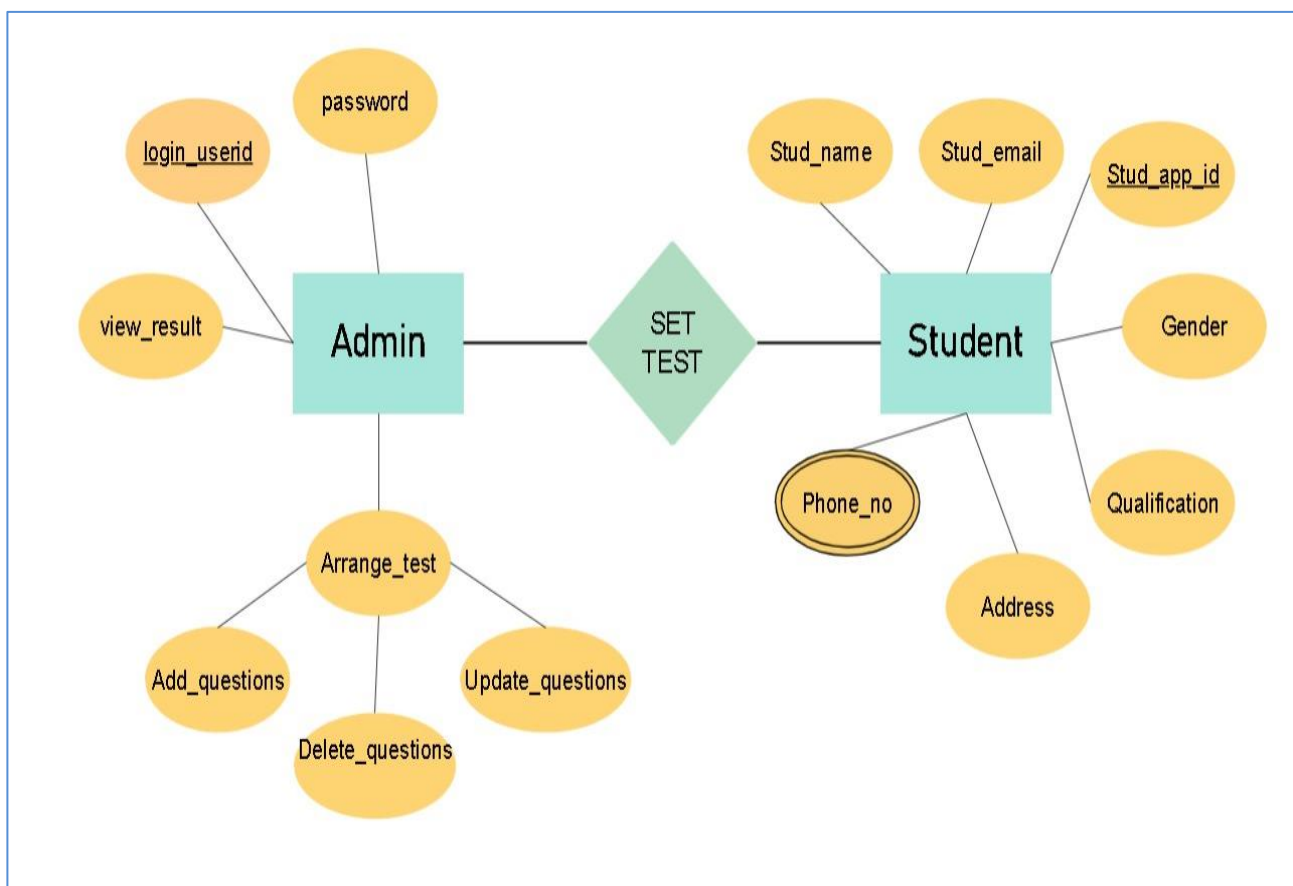 password
login_userid
Stud_name
Stud_email
Stud_app_id
view_result
Admin
SET
TEST
Student
Gender
Phone_no
Qualification
Arrange_test
Address
Add_questions
Update_questions
Delete_questions